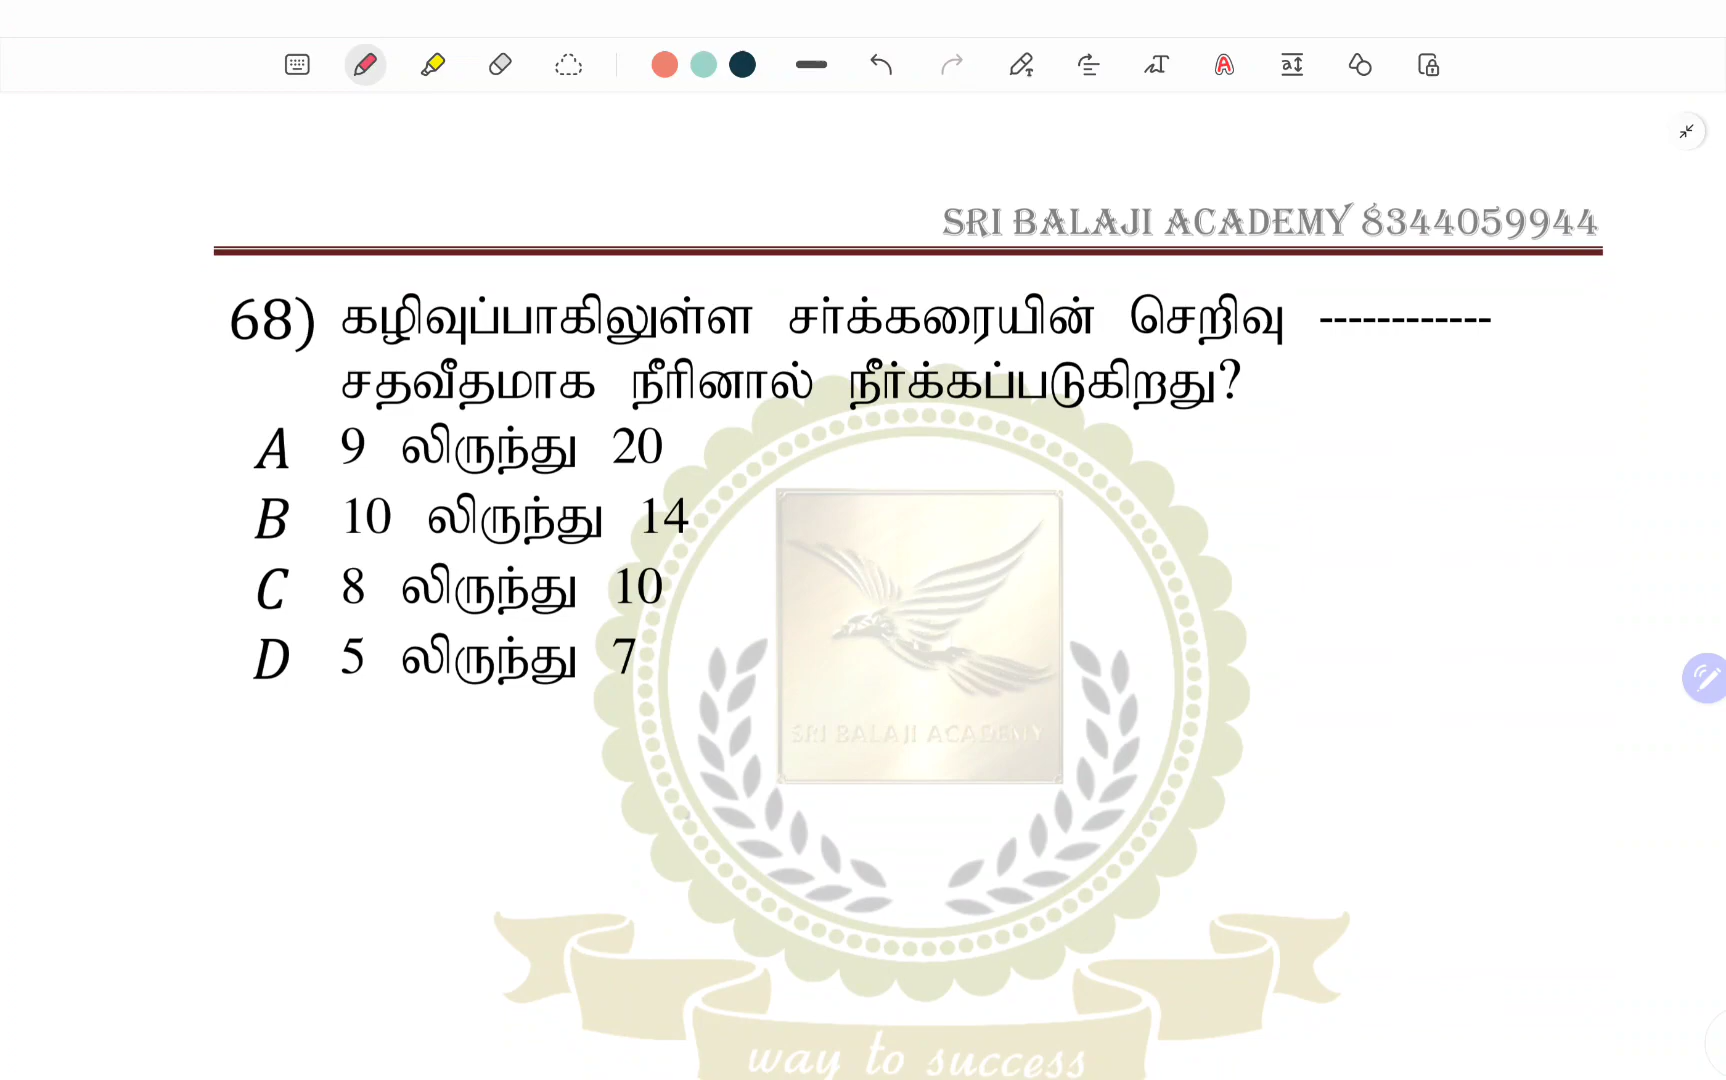 SRI BALAJI ACADEMY 8344059944
68) கழிவுப்பாகிலுள்ள சர்க்கரையின் செறிவு ------------
சதவீதமாக நீரினால் நீர்க்கப்படுகிறது?
A 9 லிருந்து 20
B 10 லிருந்து 14
C 8 லிருந்து 10
D 5 லிருந்து 7
SRI BALAJI ACADEMY
way to success